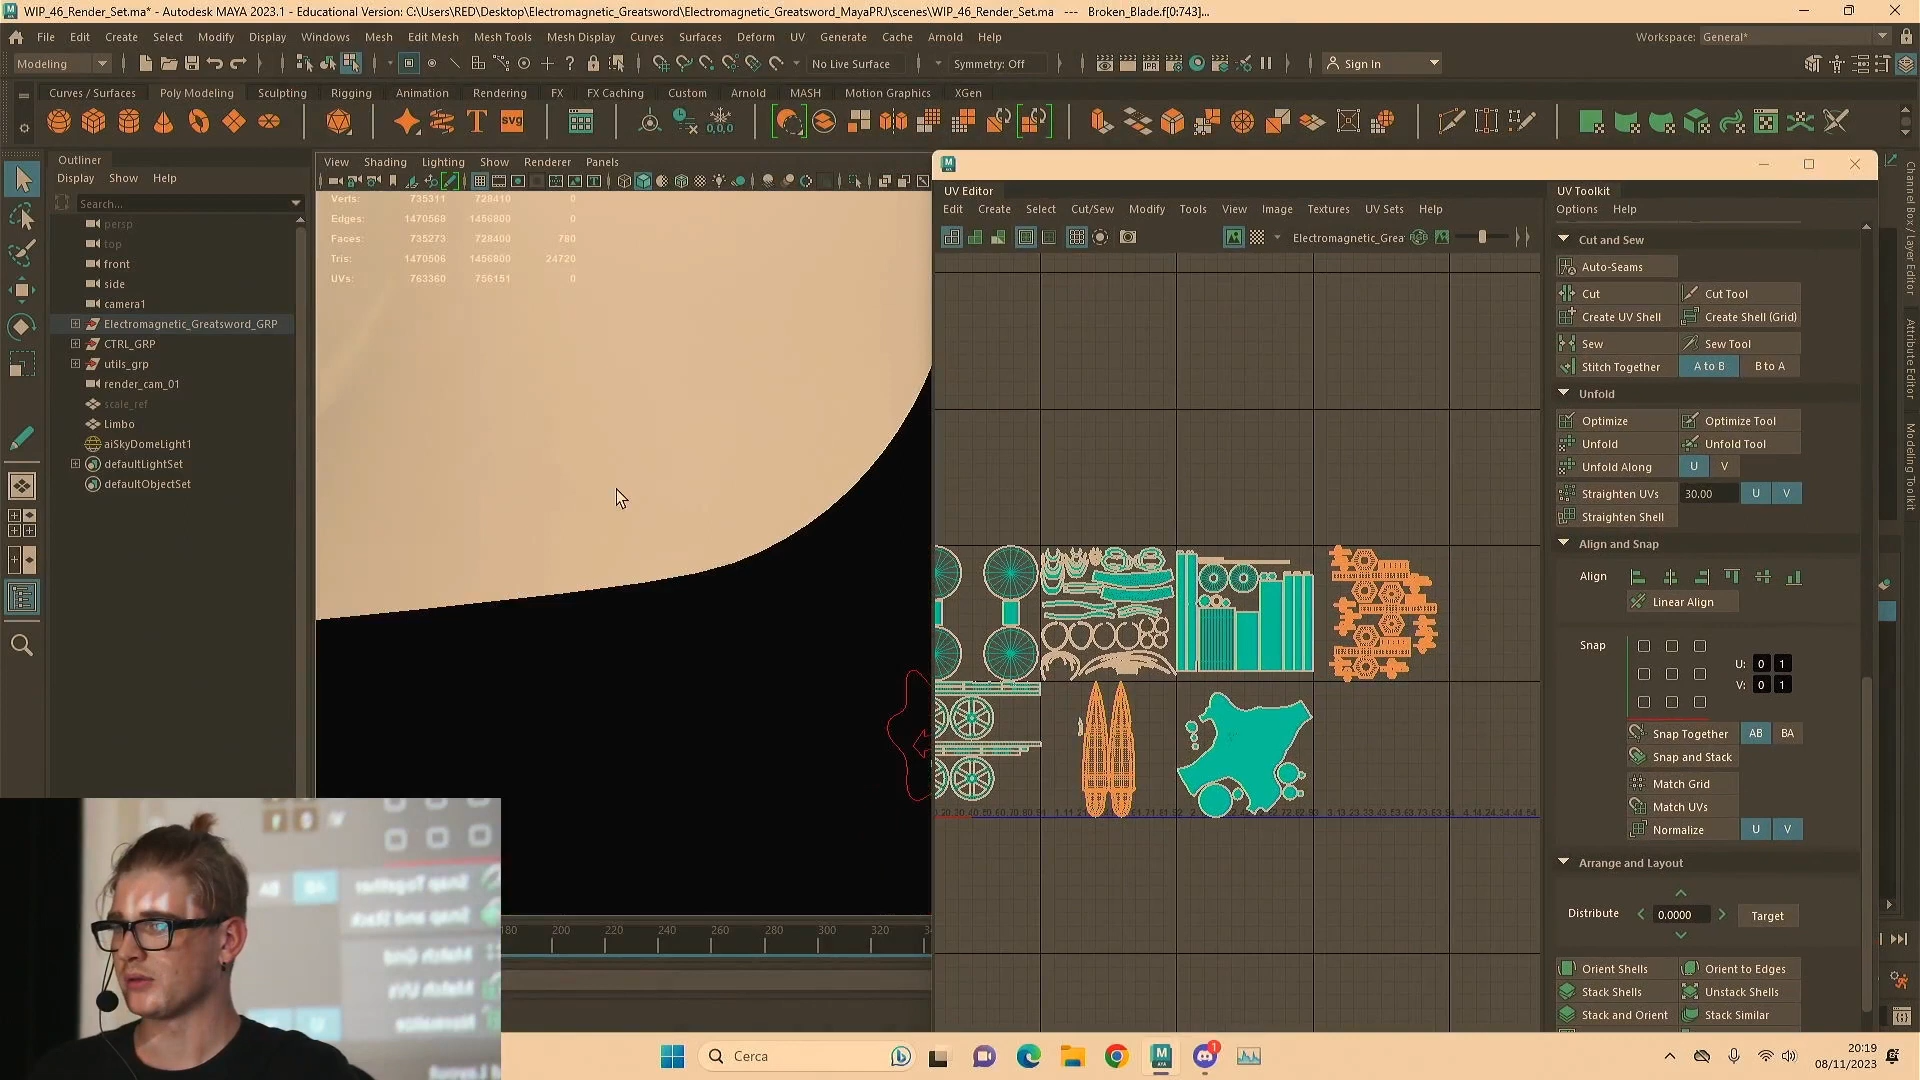 WIP_46_Render_Set.ma* - Autodesk MAYA 2023.1 - Educational Version: C:\Users\RED\Desktop\Electromagnetic_Greatsword\Electromagnetic_Greatsword_MayaPRJ\scenes\WIP_46_Render_Set.ma --- Broken_Blade.f[0:743]...
File Edit Create Select Modify Display Windows Mesh Edit Mesh Mesh Tools Mesh Display Curves Surfaces Deform UV Generate Cache Arnold Help
Workspace: General*
Modeling
No Live Surface
Symmetry: Off
Sign In
Curves / Surfaces Poly Modeling Sculpting Rigging Animation Rendering FX FX Caching Custom Arnold MASH Motion Graphics XGen
Outliner
Display Show Help
Search...
persp
top
front
side
camera1
Electromagnetic_Greatsword_GRP
CTRL_GRP
utils_grp
render_cam_01
scale_ref
Limbo
aiSkyDomeLight1
defaultLightSet
defaultObjectSet
View Shading Lighting Show Renderer Panels
Verts: 735311 728410 0
Edges: 1470568 1456800 0
Faces: 735273 728400 780
Tris: 1470506 1456800 24720
UVs: 763360 756151 0
UV Editor
Edit Create Select Cut/Sew Modify Tools View Image Textures UV Sets Help
Electromagnetic_Grea
UV Toolkit
Options Help
Cut and Sew
Auto-Seams
Cut Cut Tool
Create UV Shell Create Shell (Grid)
Sew Sew Tool
Stitch Together A to B B to A
Unfold
Optimize Optimize Tool
Unfold Unfold Tool
Unfold Along U V
Straighten UVs 30.00 U V
Straighten Shell
Align and Snap
Align
Linear Align
Snap
U: 0 1
V: 0 1
Snap Together AB BA
Snap and Stack
Match Grid
Match UVs
Normalize U V
Arrange and Layout
Distribute 0.0000 Target
Orient Shells Orient to Edges
Stack Shells Unstack Shells
Stack and Orient Stack Similar
Channel Box / Layer Editor
Attribute Editor
Modeling Toolkit
180 200 220 240 260 280 300 320
Cerca
1
20:19
08/11/2023